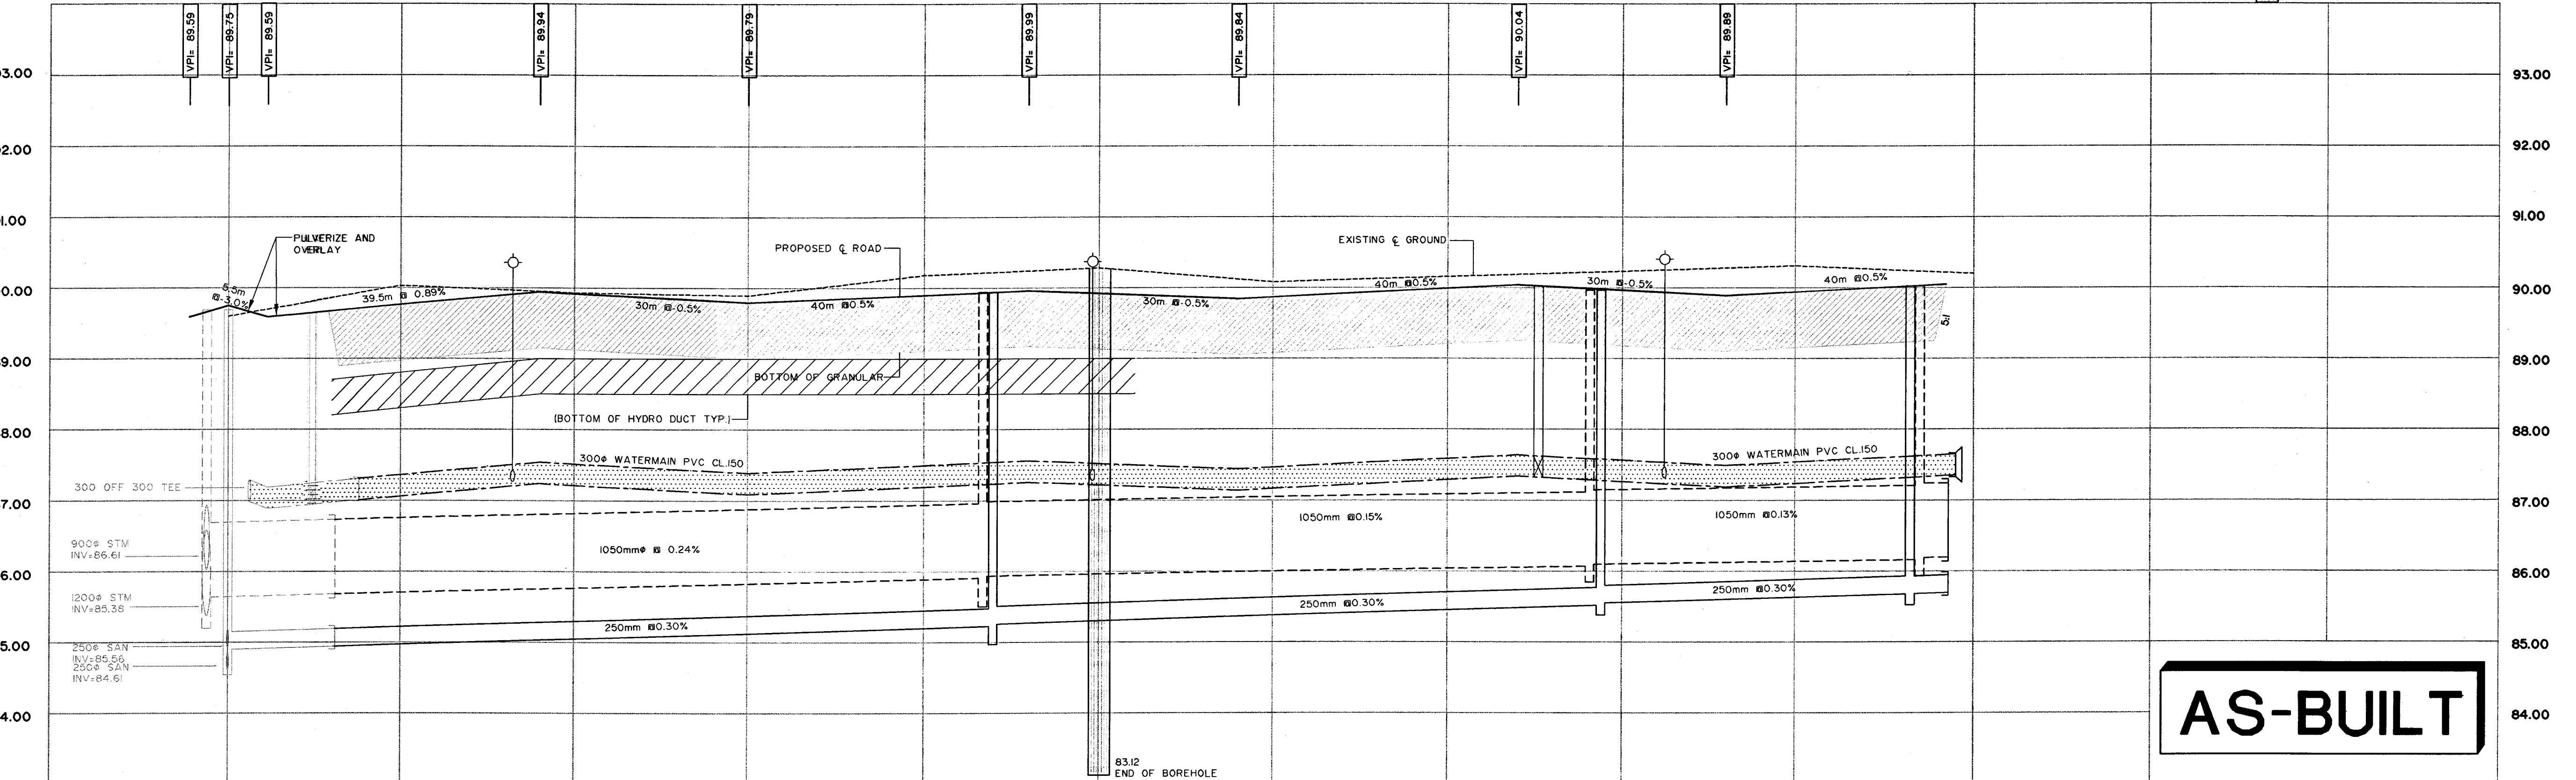 VPI= 89.59
VPI= 89.75
VPI= 89.59
VPI= 89.94
VPI= 89.79
VPI= 89.99
VPI= 89.84
VPI= 90.04
VPI= 89.89
93.00
93.00
92.00
92.00
91.00
91.00
PULVERIZE AND
OVERLAY
PROPOSED ℄ ROAD
EXISTING ℄ GROUND
90.00
5.5m
@-3.0%
39.5m @ 0.89%
30m @-0.5%
40m @0.5%
30m @-0.5%
40m @0.5%
30m @-0.5%
40m @0.5%
90.00
5:1
89.00
BOTTOM OF GRANULAR
89.00
(BOTTOM OF HYDRO DUCT TYP.)
88.00
88.00
300ø WATERMAIN PVC CL.150
300ø WATERMAIN PVC CL.150
300 OFF 300 TEE
87.00
87.00
1050mm @0.15%
1050mm @0.13%
900ø STM
INV=86.61
1050mmø @ 0.24%
86.00
86.00
1200ø STM
INV=85.38
250mm @0.30%
250mm @0.30%
250mm @0.30%
85.00
85.00
250ø SAN
INV=85.56
250ø SAN
INV=84.61
84.00
84.00
AS-BUILT
83.12
END OF BOREHOLE